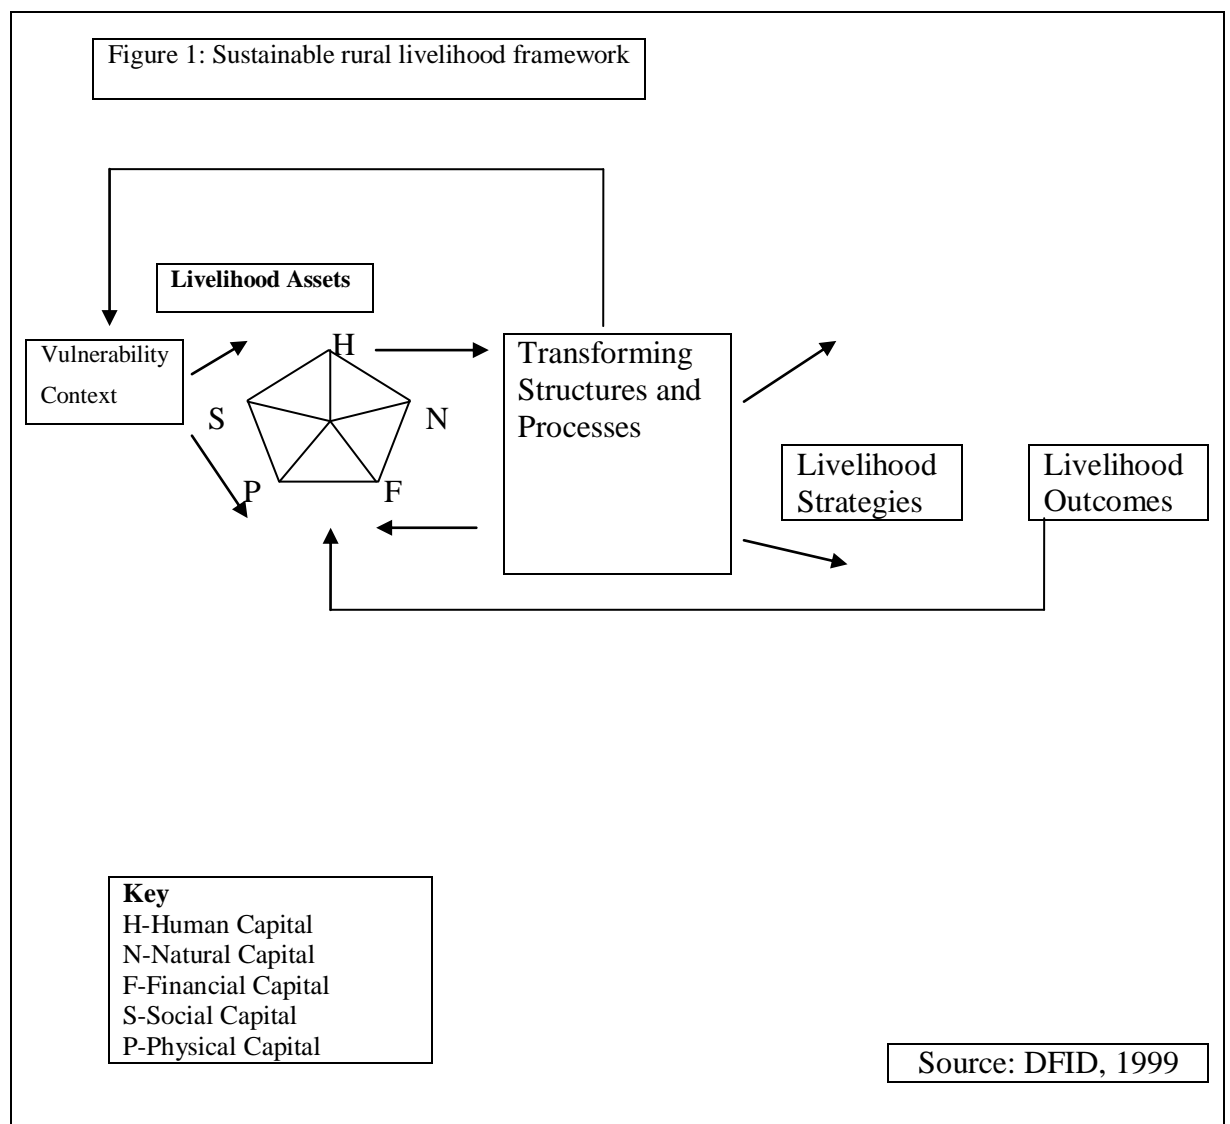 Figure 1: Sustainable rural livelihood framework
Livelihood Assets
Vulnerability
Context
H
S
N
P
F
Transforming
Structures and
Processes
Livelihood
Strategies
Livelihood
Outcomes
Key
H-Human Capital
N-Natural Capital
F-Financial Capital
S-Social Capital
P-Physical Capital
Source: DFID, 1999